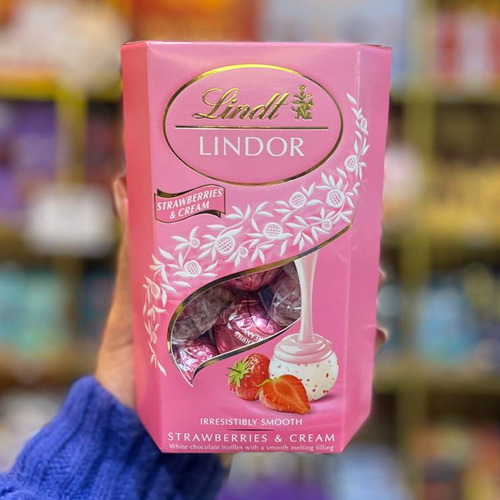 Lindt
LINDOR
STRAWBERRIES
& CREAM
IRRESISTIBLY SMOOTH
STRAWBERRIES & CREAM
White chocolate truffles with a smooth melting filling